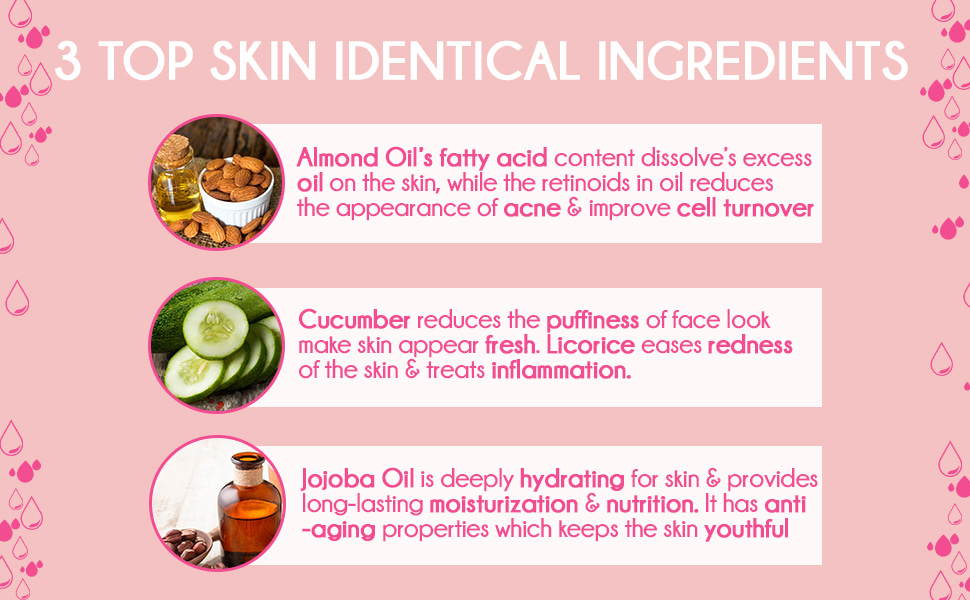 3 TOP SKIN IDENTICAL INGREDIENTS
Almond Oil's fatty acid content dissolve's excess
oil on the skin, while the retinoids in oil reduces
the appearance of acne & improve cell turnover
Cucumber reduces the puffiness of face look
make skin appear fresh. Licorice eases redness
of the skin & treats inflammation.
Jojoba Oil is deeply hydrating for skin & provides
long-lasting moisturization & nutrition. It has anti
-aging properties which keeps the skin youthful